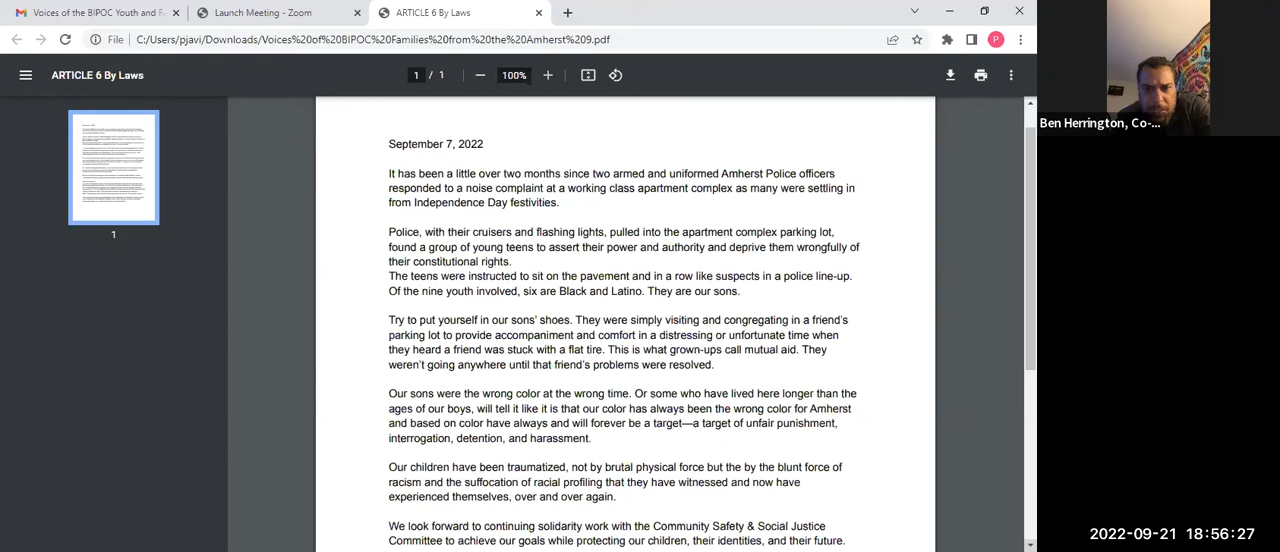 Voices of the BIPOC Youth and Fa
Launch Meeting - Zoom
ARTICLE 6 By Laws
File
C:/Users/pjavi/Downloads/Voices%20of%20BIPOC%20Families%20from%20the%20Amherst%209.pdf
P
ARTICLE 6 By Laws
1 / 1
100%
1
September 7, 2022
It has been a little over two months since two armed and uniformed Amherst Police officers
responded to a noise complaint at a working class apartment complex as many were settling in
from Independence Day festivities.
Police, with their cruisers and flashing lights, pulled into the apartment complex parking lot,
found a group of young teens to assert their power and authority and deprive them wrongfully of
their constitutional rights.
The teens were instructed to sit on the pavement and in a row like suspects in a police line-up.
Of the nine youth involved, six are Black and Latino. They are our sons.
Try to put yourself in our sons' shoes. They were simply visiting and congregating in a friend's
parking lot to provide accompaniment and comfort in a distressing or unfortunate time when
they heard a friend was stuck with a flat tire. This is what grown-ups call mutual aid. They
weren't going anywhere until that friend's problems were resolved.
Our sons were the wrong color at the wrong time. Or some who have lived here longer than the
ages of our boys, will tell it like it is that our color has always been the wrong color for Amherst
and based on color have always and will forever be a target—a target of unfair punishment,
interrogation, detention, and harassment.
Our children have been traumatized, not by brutal physical force but the by the blunt force of
racism and the suffocation of racial profiling that they have witnessed and now have
experienced themselves, over and over again.
We look forward to continuing solidarity work with the Community Safety & Social Justice
Committee to achieve our goals while protecting our children, their identities, and their future.
Ben Herrington, Co-...
2022-09-21 18:56:27